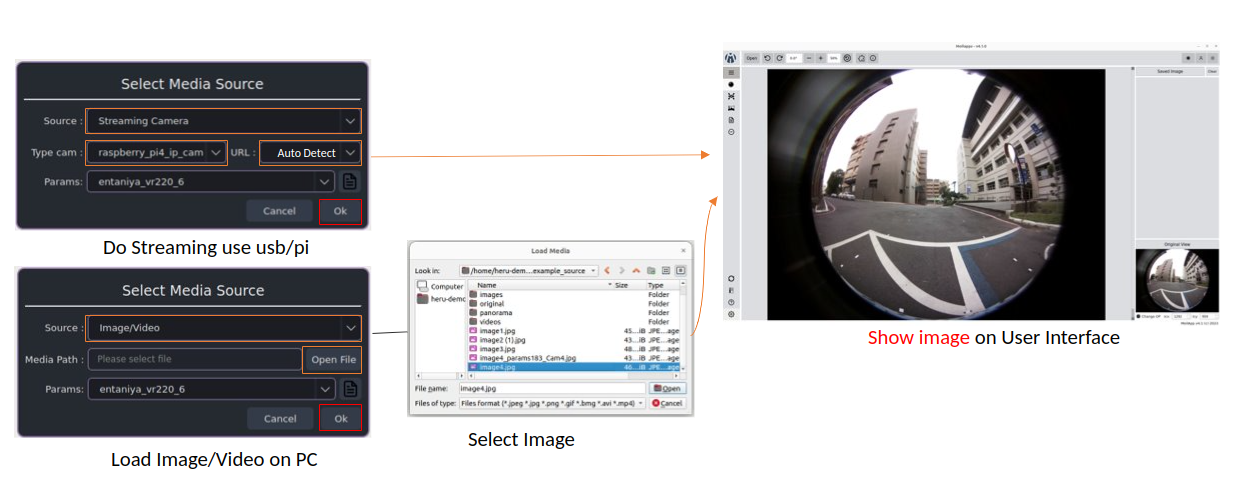 Select Media Source
Source : Streaming Camera
Type cam : raspberry_pi4_ip_cam URL : Auto Detect
Params: entaniya_vr220_6
Cancel Ok
Do Streaming use usb/pi
Select Media Source
Source : Image/Video
Media Path : Please select file Open File
Params: entaniya_vr220_6
Cancel Ok
Load Image/Video on PC
Load Media
Look in: /home/heru-dem...example_source
Computer
heru-demo
Name Size Type
images Folder
original Folder
panorama Folder
videos Folder
image1.jpg 45...iB JPE...age
image2 (1).jpg 43...iB JPE...age
image3.jpg 48...iB JPE...age
image4_params183_Cam4.jpg 43...iB JPE...age
image4.jpg 46...iB JPE...age
File name: image4.jpg Open
Files of type: Files format (*.jpeg *.jpg *.png *.gif *.bmg *.avi *.mp4) Cancel
Select Image
Open
Saved Image Clear
Original View
Show image on User Interface